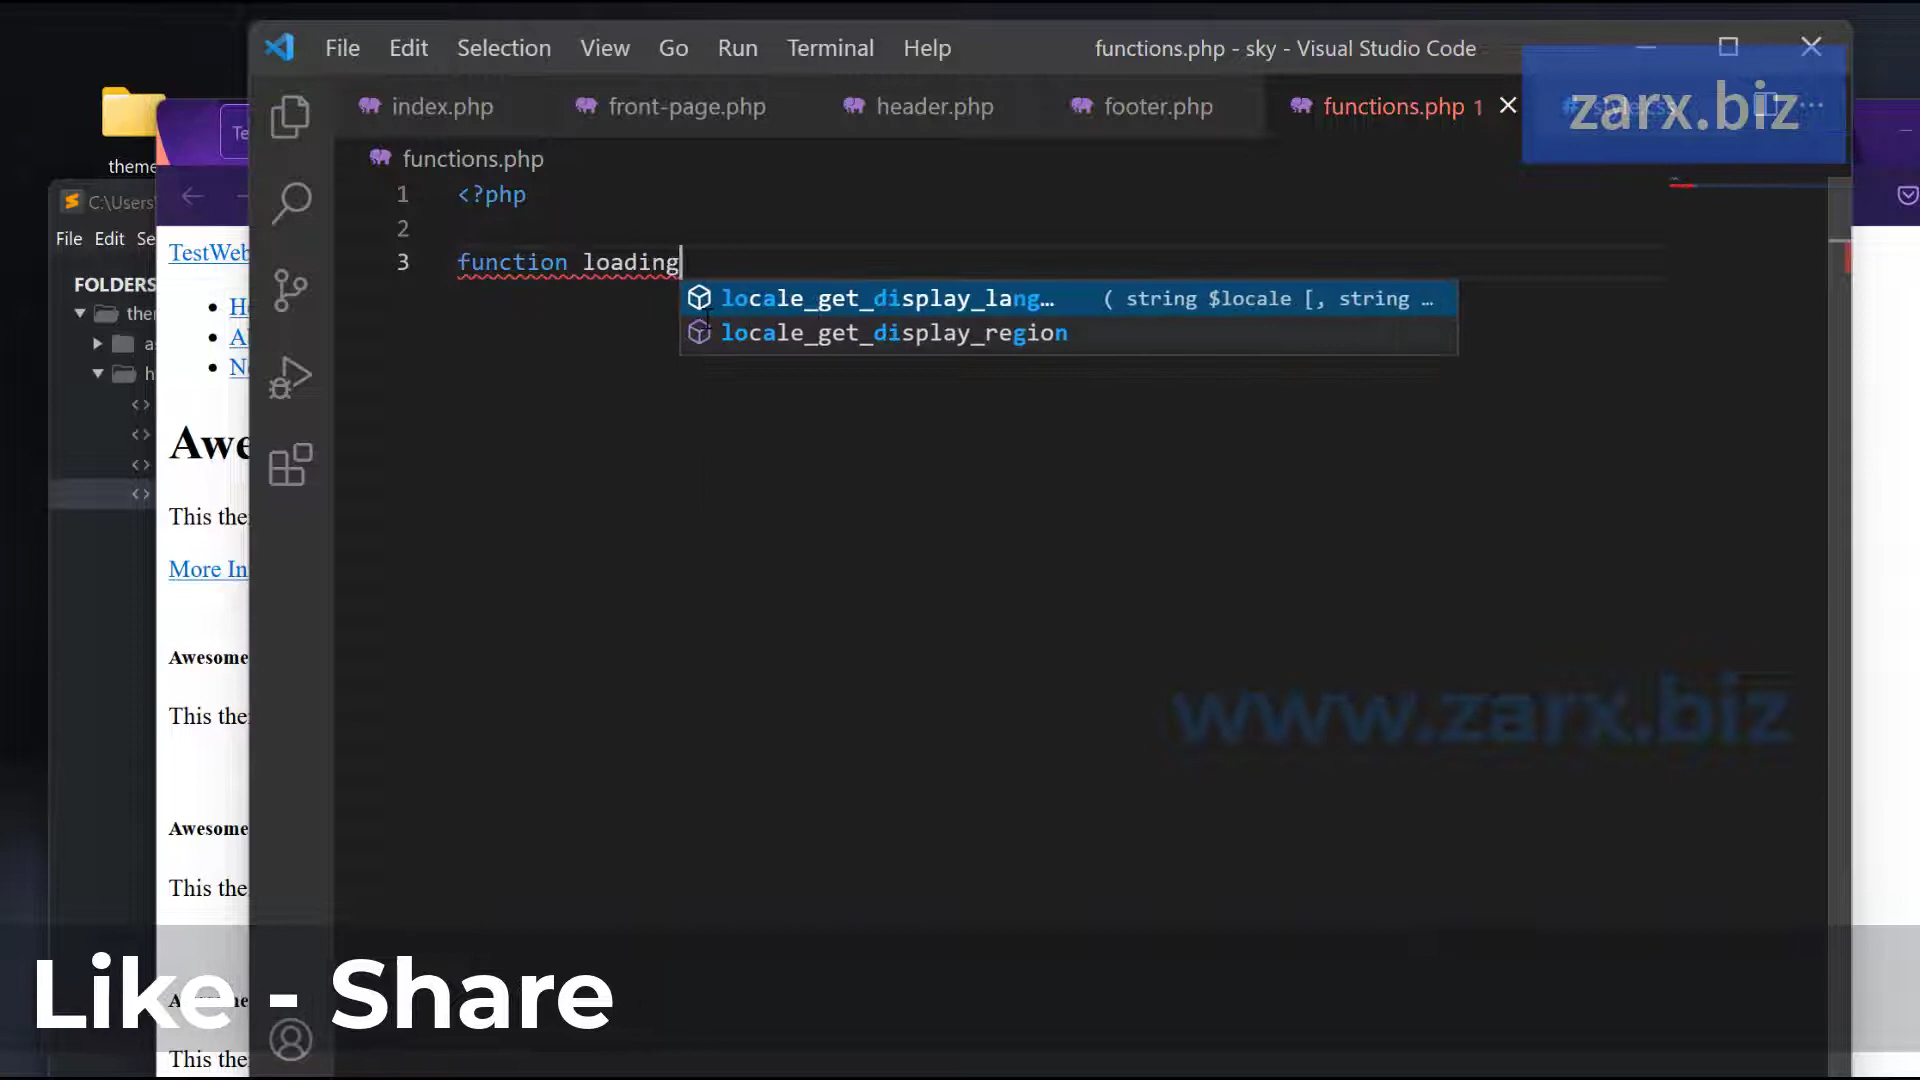 File Edit Selection View Go Run Terminal Help functions.php - sky - Visual Studio Code
index.php front-page.php header.php footer.php functions.php 1
zarx.biz
theme
functions.php
1 <?php
2
3 function loading
locale_get_display_lang… ( string $locale [, string …
locale_get_display_region
C:\Users\
File Edit Se
FOLDERS
ther
TestWeb
Awe
This the
More In
Awesome
This the
www.zarx.biz
Awesome
This the
Like - Share
This the